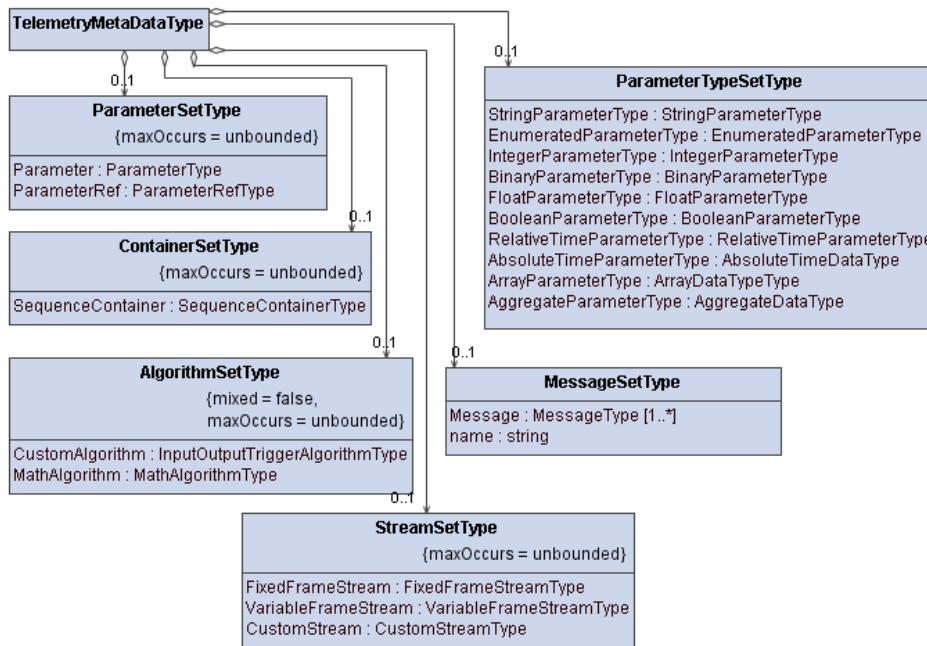 TelemetryMetaDataType
0..1
ParameterSetType
{maxOccurs = unbounded}
Parameter : ParameterType
ParameterRef : ParameterRefType
0..1
ParameterTypeSetType
StringParameterType : StringParameterType
EnumeratedParameterType : EnumeratedParameterType
IntegerParameterType : IntegerParameterType
BinaryParameterType : BinaryParameterType
FloatParameterType : FloatParameterType
BooleanParameterType : BooleanParameterType
RelativeTimeParameterType : RelativeTimeParameterType
AbsoluteTimeParameterType : AbsoluteTimeDataType
ArrayParameterType : ArrayDataTypeType
AggregateParameterType : AggregateDataType
0..1
ContainerSetType
{maxOccurs = unbounded}
SequenceContainer : SequenceContainerType
0..1
AlgorithmSetType
{mixed = false,
maxOccurs = unbounded}
CustomAlgorithm : InputOutputTriggerAlgorithmType
MathAlgorithm : MathAlgorithmType
0..1
MessageSetType
Message : MessageType [1..*]
name : string
0..1
StreamSetType
{maxOccurs = unbounded}
FixedFrameStream : FixedFrameStreamType
VariableFrameStream : VariableFrameStreamType
CustomStream : CustomStreamType